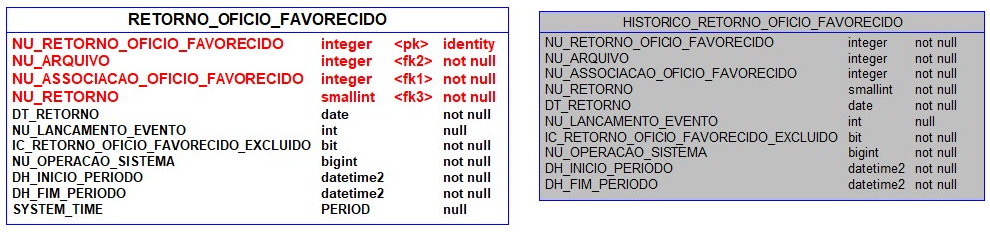 RETORNO_OFICIO_FAVORECIDO
NU_RETORNO_OFICIO_FAVORECIDO integer <pk> identity
NU_ARQUIVO integer <fk2> not null
NU_ASSOCIACAO_OFICIO_FAVORECIDO integer <fk1> not null
NU_RETORNO smallint <fk3> not null
DT_RETORNO date not null
NU_LANCAMENTO_EVENTO int null
IC_RETORNO_OFICIO_FAVORECIDO_EXCLUIDO bit not null
NU_OPERACAO_SISTEMA bigint not null
DH_INICIO_PERIODO datetime2 not null
DH_FIM_PERIODO datetime2 not null
SYSTEM_TIME PERIOD null
HISTORICO_RETORNO_OFICIO_FAVORECIDO
NU_RETORNO_OFICIO_FAVORECIDO integer not null
NU_ARQUIVO integer not null
NU_ASSOCIACAO_OFICIO_FAVORECIDO integer not null
NU_RETORNO smallint not null
DT_RETORNO date not null
NU_LANCAMENTO_EVENTO int null
IC_RETORNO_OFICIO_FAVORECIDO_EXCLUIDO bit not null
NU_OPERACAO_SISTEMA bigint not null
DH_INICIO_PERIODO datetime2 not null
DH_FIM_PERIODO datetime2 not null